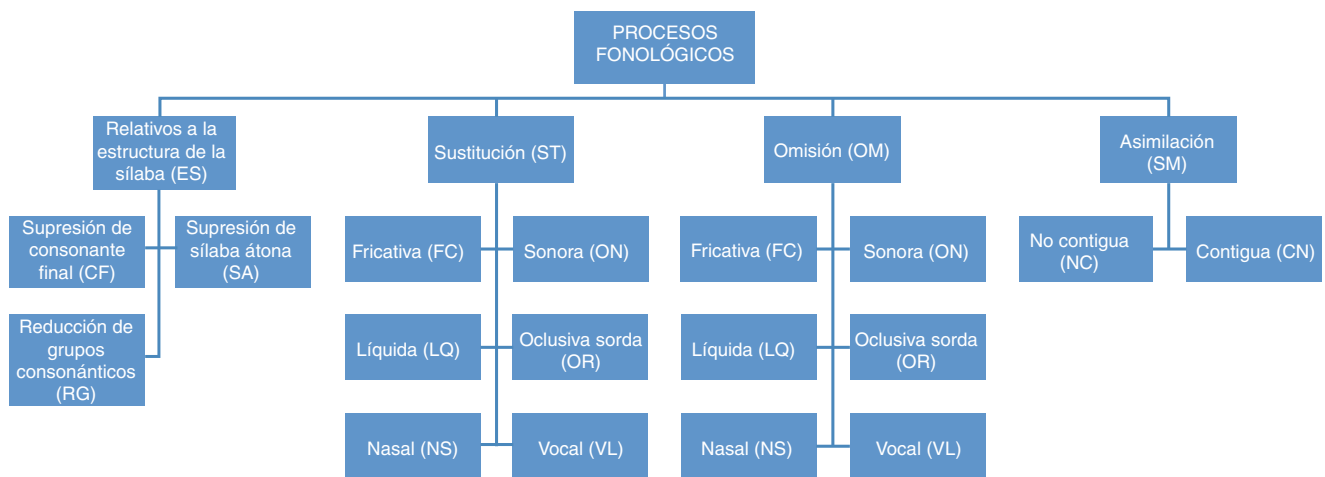 PROCESOS
FONOLÓGICOS
Relativos a la
estructura de la
sílaba (ES)
Sustitución (ST)
Omisión (OM)
Asimilación
(SM)
Supresión de
consonante
final (CF)
Supresión de
sílaba átona
(SA)
Fricativa (FC)
Sonora (ON)
Fricativa (FC)
Sonora (ON)
No contigua
(NC)
Contigua (CN)
Reducción de
grupos
consonánticos
(RG)
Líquida (LQ)
Oclusiva sorda
(OR)
Líquida (LQ)
Oclusiva sorda
(OR)
Nasal (NS)
Vocal (VL)
Nasal (NS)
Vocal (VL)